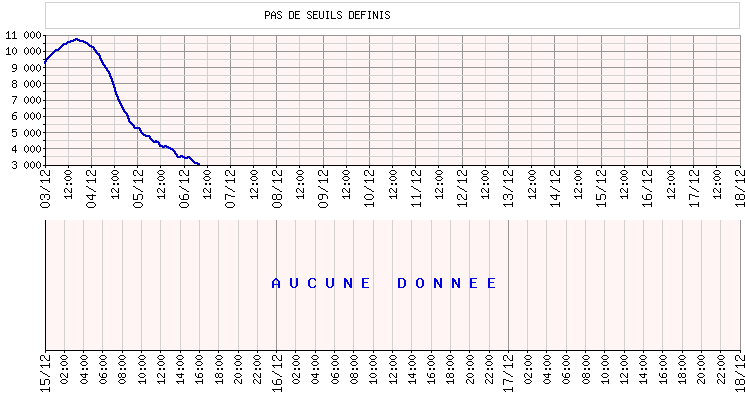 PAS DE SEUILS DEFINIS
11 000
10 000
9 000
8 000
7 000
6 000
5 000
4 000
3 000
03/12 12:00 04/12 12:00 05/12 12:00 06/12 12:00 07/12 12:00 08/12 12:00 09/12 12:00 10/12 12:00 11/12 12:00 12/12 12:00 13/12 12:00 14/12 12:00 15/12 12:00 16/12 12:00 17/12 12:00 18/12
AUCUNE DONNEE
15/12 02:00 04:00 06:00 08:00 10:00 12:00 14:00 16:00 18:00 20:00 22:00 16/12 02:00 04:00 06:00 08:00 10:00 12:00 14:00 16:00 18:00 20:00 22:00 17/12 02:00 04:00 06:00 08:00 10:00 12:00 14:00 16:00 18:00 20:00 22:00 18/12